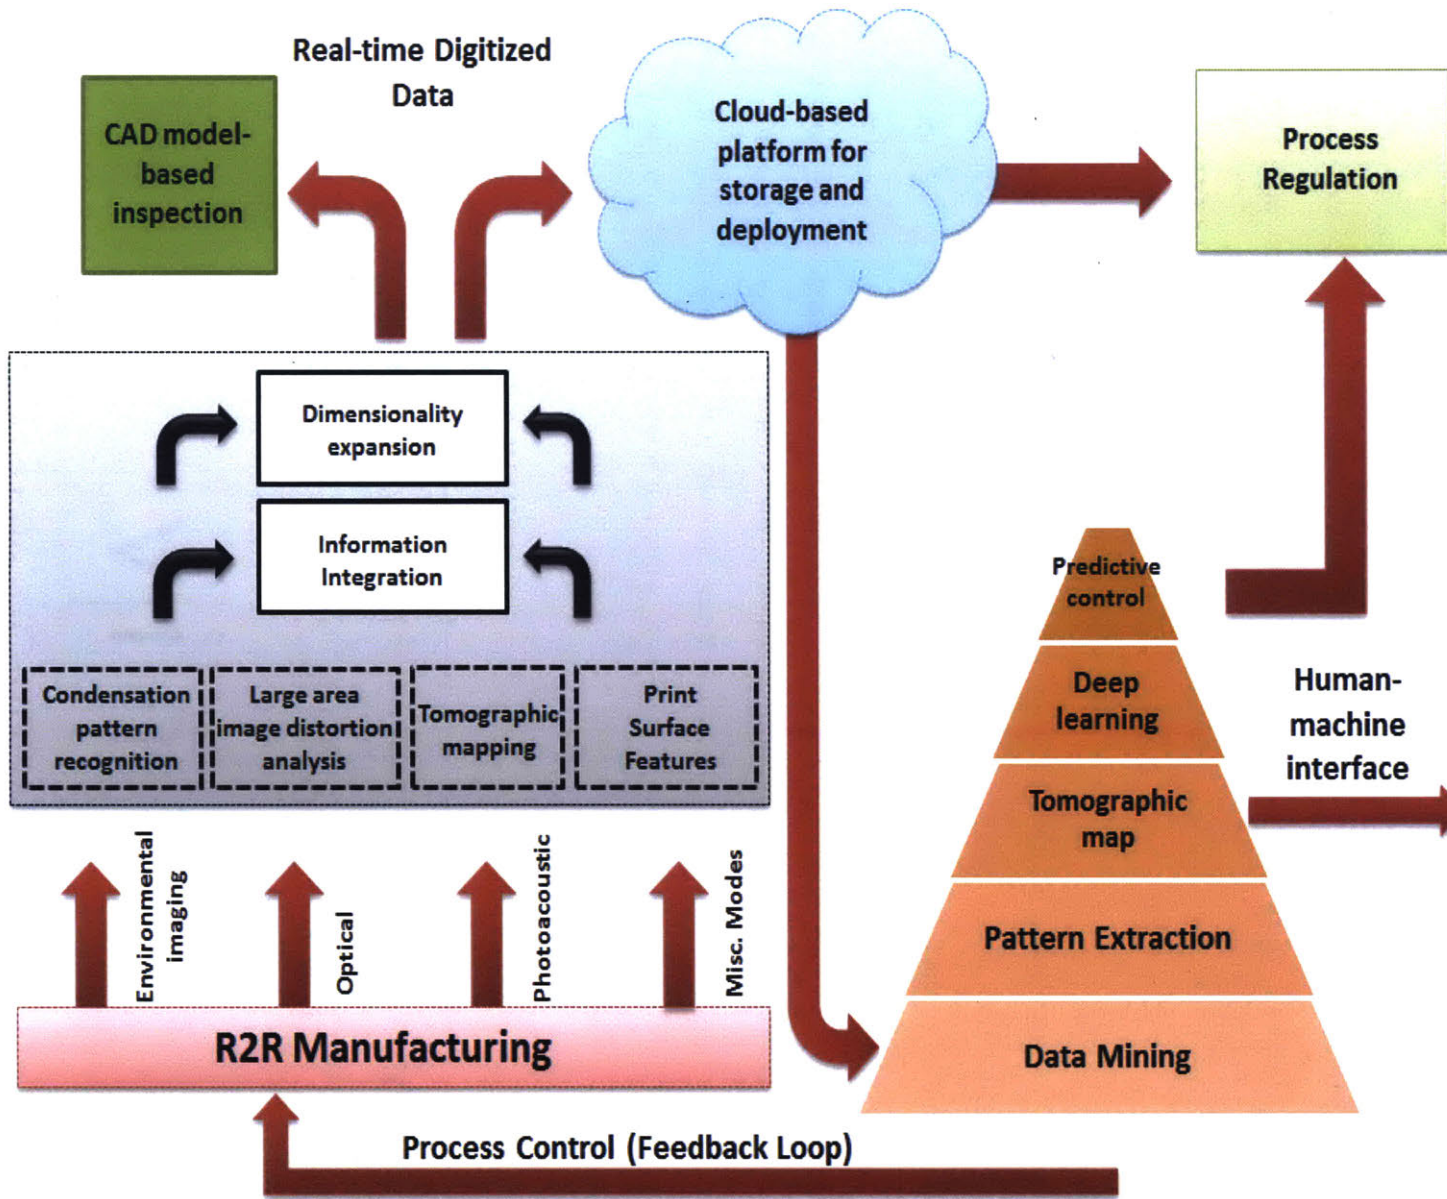 Real-time Digitized
Data
CAD model-
based
inspection
Cloud-based
platform for
storage and
deployment
Process
Regulation
Dimensionality
expansion
Information
Integration
Condensation
pattern
recognition
Large area
image distortion
analysis
Tomographic
mapping
Print
Surface
Features
Environmental
imaging
Optical
Photoacoustic
Misc. Modes
R2R Manufacturing
Process Control (Feedback Loop)
Predictive
control
Deep
learning
Tomographic
map
Pattern Extraction
Data Mining
Human-
machine
interface